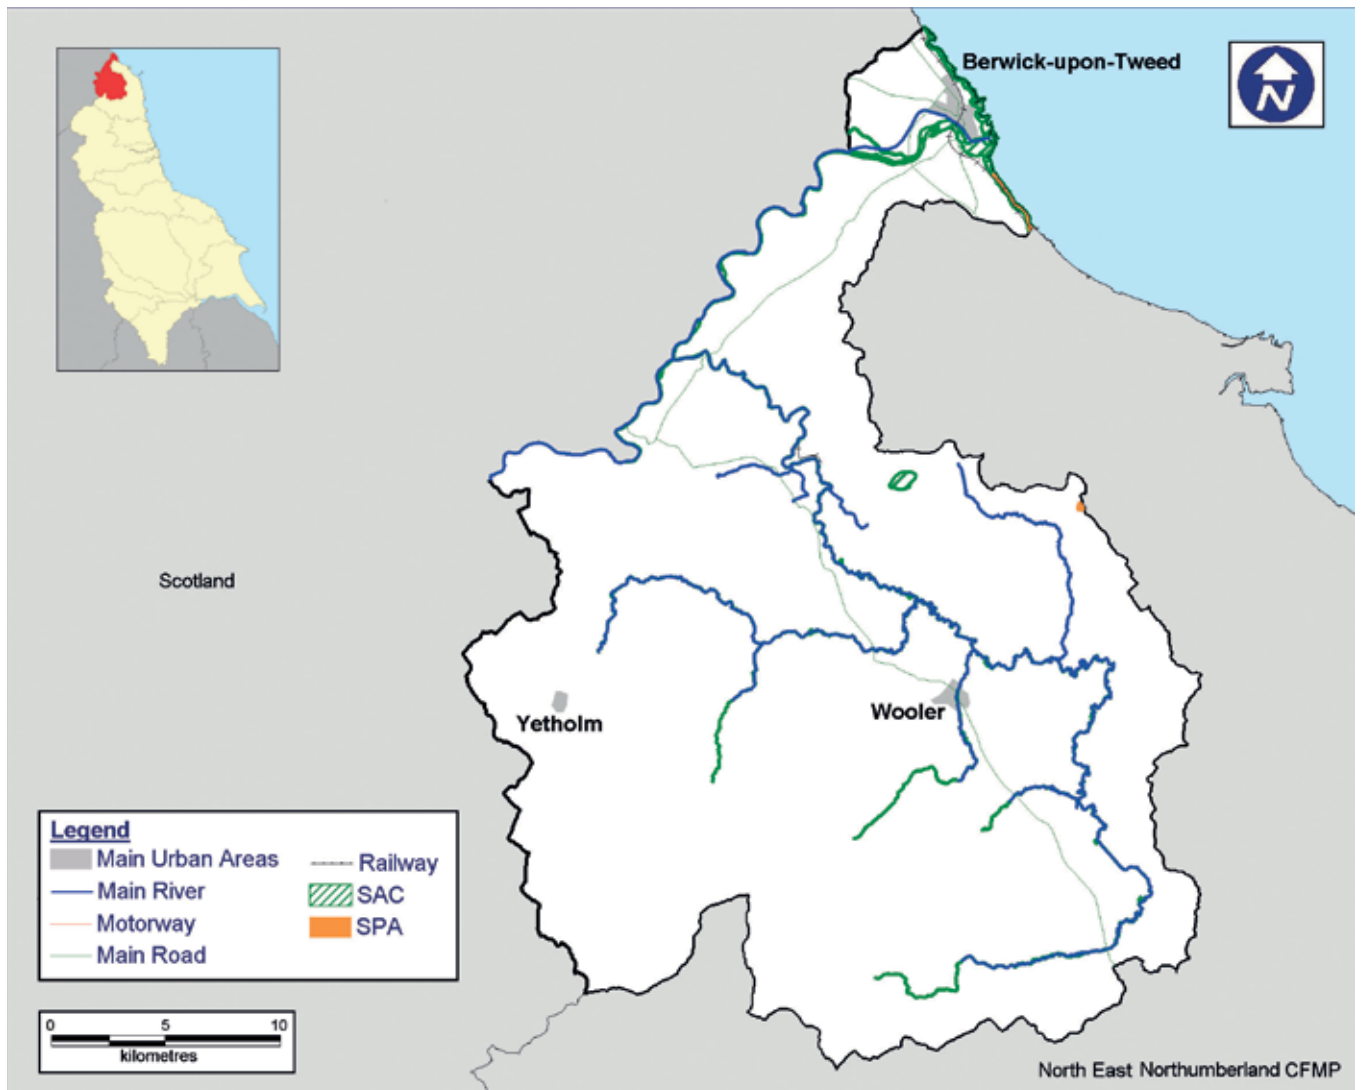 Berwick-upon-Tweed
N
Scotland
Yetholm
Wooler
Legend
Main Urban Areas
Main River
Motorway
Main Road
Railway
SAC
SPA
0 5 10
kilometres
North East Northumberland CFMP